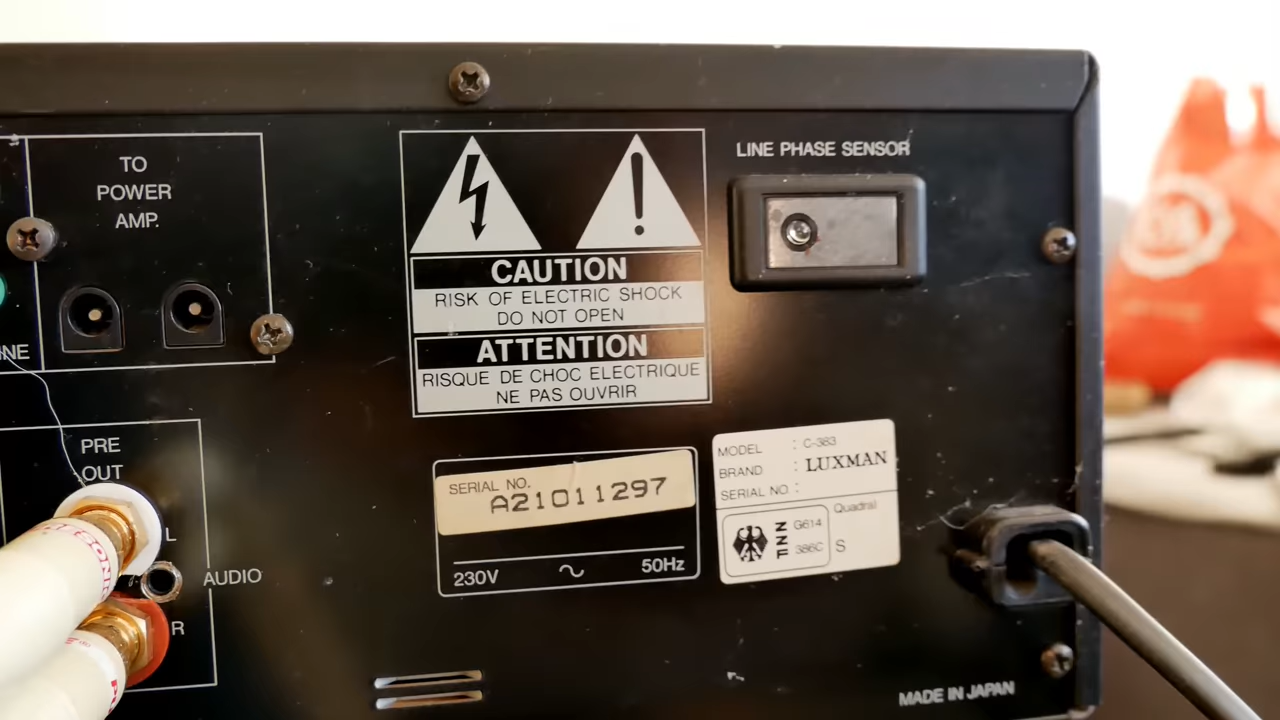 TO
POWER
AMP.
PRE
OUT
L
AUDIO
R
CAUTION
RISK OF ELECTRIC SHOCK
DO NOT OPEN
ATTENTION
RISQUE DE CHOC ELECTRIQUE
NE PAS OUVRIR
SERIAL NO.
A21011297
230V 50Hz
LINE PHASE SENSOR
MODEL : C-383
BRAND : LUXMAN
SERIAL NO. :
G614
386C
Quadral
S
MADE IN JAPAN